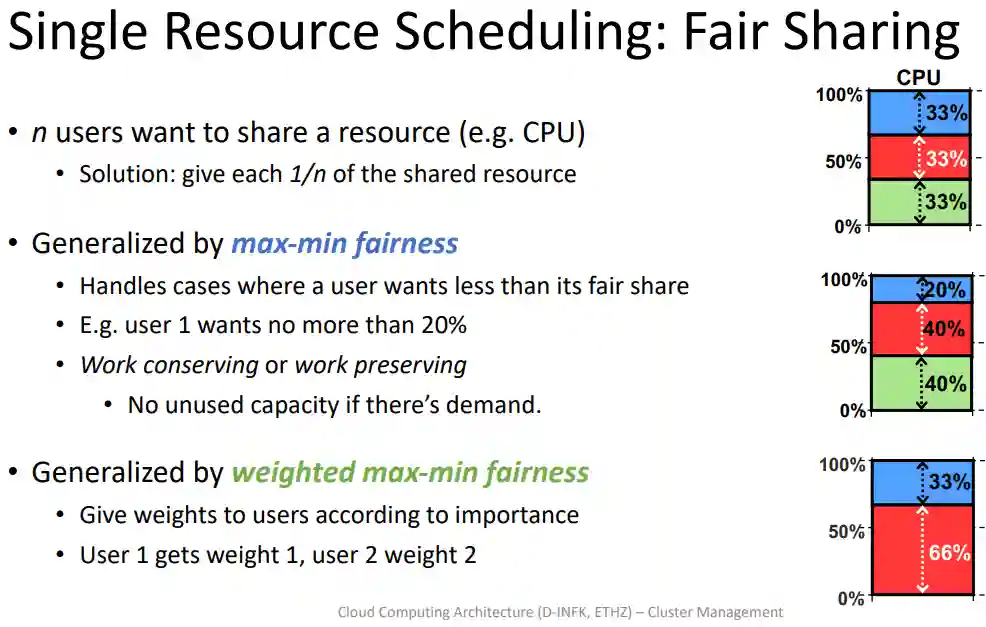 Single Resource Scheduling: Fair Sharing
CPU
100%
33%
50%
33%
33%
0%
• n users want to share a resource (e.g. CPU)
• Solution: give each 1/n of the shared resource
• Generalized by max-min fairness
• Handles cases where a user wants less than its fair share
• E.g. user 1 wants no more than 20%
• Work conserving or work preserving
• No unused capacity if there's demand.
100%
20%
40%
50%
40%
0%
• Generalized by weighted max-min fairness
• Give weights to users according to importance
• User 1 gets weight 1, user 2 weight 2
100%
33%
50%
66%
0%
Cloud Computing Architecture (D-INFK, ETHZ) – Cluster Management